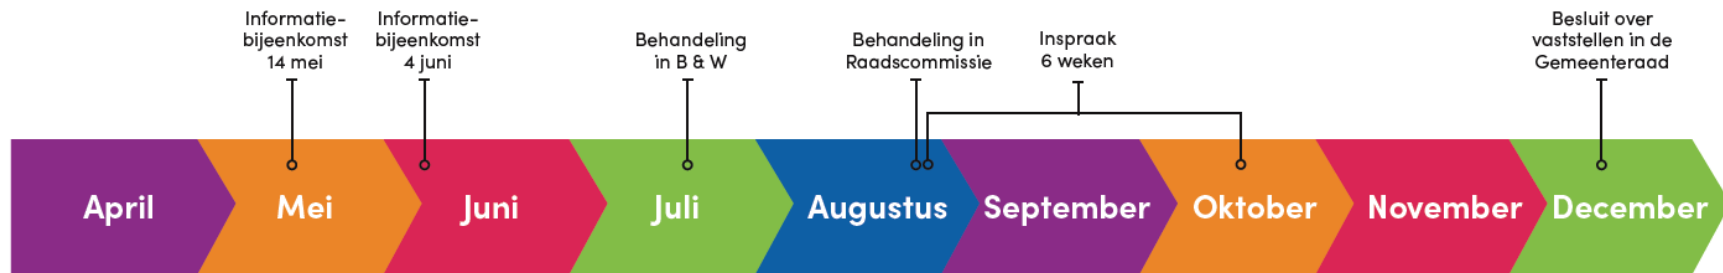 Informatie-
bijeenkomst
14 mei
Informatie-
bijeenkomst
4 juni
Behandeling
in B & W
Behandeling in
Raadscommissie
Inspraak
6 weken
Besluit over
vaststellen in de
Gemeenteraad
April
Mei
Juni
Juli
Augustus
September
Oktober
November
December